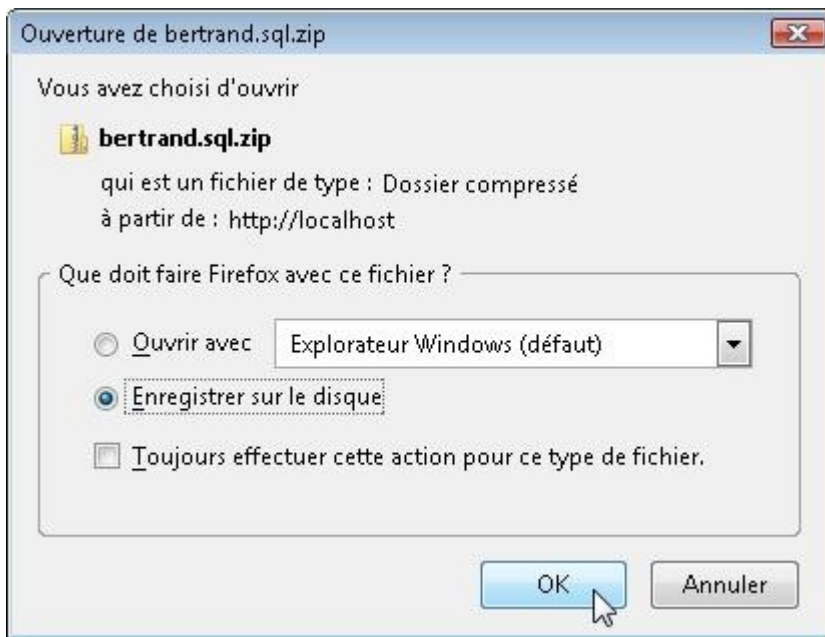 Ouverture de bertrand.sql.zip
Vous avez choisi d'ouvrir
bertrand.sql.zip
qui est un fichier de type : Dossier compressé
à partir de : http://localhost
Que doit faire Firefox avec ce fichier ?
Ouvrir avec Explorateur Windows (défaut)
Enregistrer sur le disque
Toujours effectuer cette action pour ce type de fichier.
OK Annuler